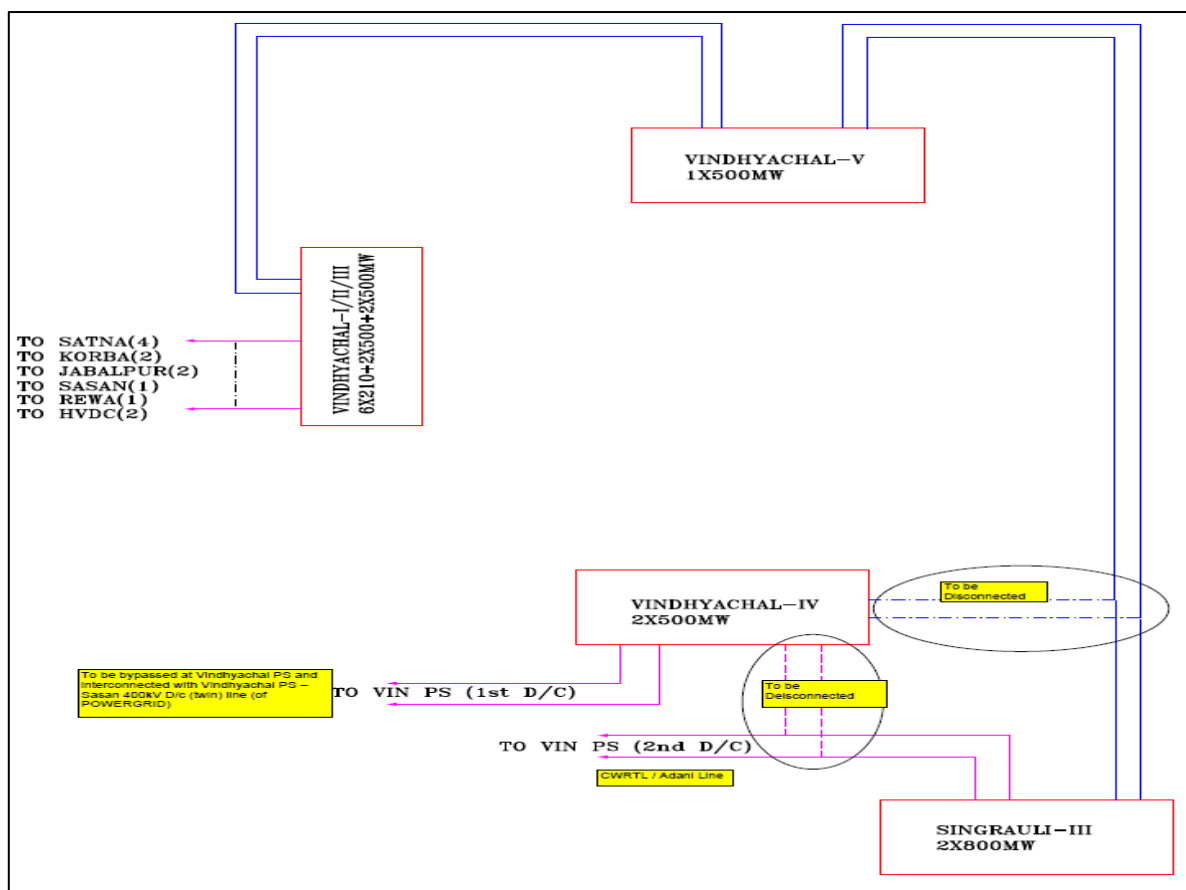 VINDHYACHAL-V
1X500MW
VINDHYACHAL-I/II/III
6X210+2X500+2X500MW
TO SATNA(4)
TO KORBA(2)
TO JABALPUR(2)
TO SASAN(1)
TO REWA(1)
TO HVDC(2)
To be
Disconnected
VINDHYACHAL-IV
2X500MW
To be bypassed at Vindhyachal PS and
interconnected with Vindhyachal PS –
Sasan 400kV D/c (twin) line (of
POWERGRID)
TO VIN PS (1st D/C)
To be
Deisconnected
TO VIN PS (2nd D/C)
CWRTL / Adani Line
SINGRAULI-III
2X800MW